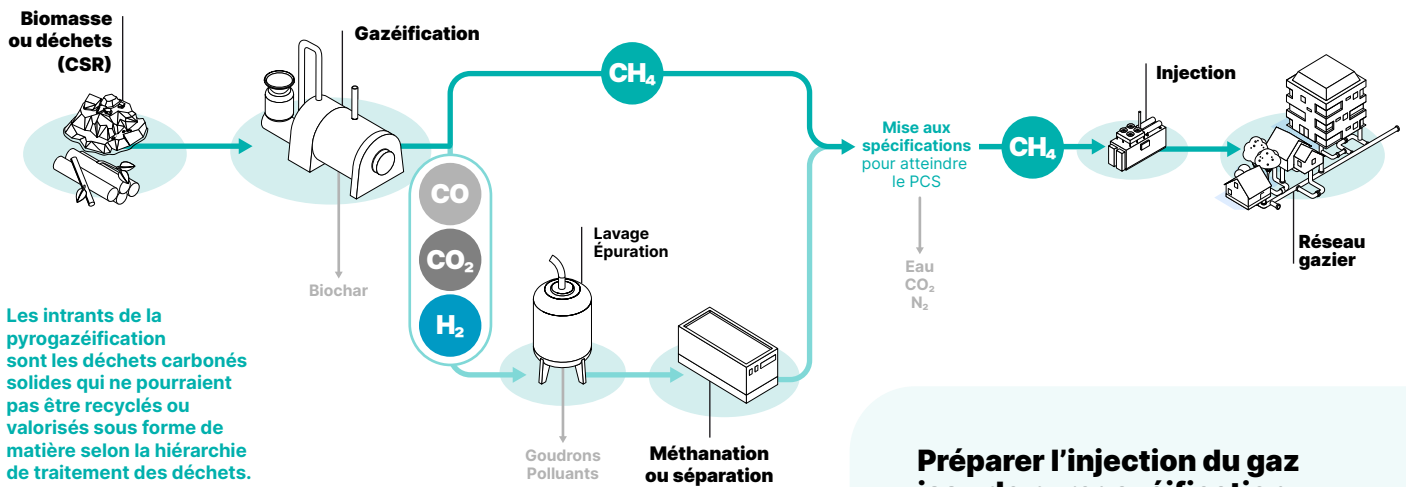 Biomasse
ou déchets
(CSR)
Gazéification
CH₄
Injection
Mise aux
spécifications
pour atteindre
le PCS
CH₄
CO
CO₂
H₂
Lavage
Épuration
Réseau
gazier
Biochar
Eau
CO₂
N₂
Les intrants de la
pyrogazéification
sont les déchets carbonés
solides qui ne pourraient
pas être recyclés ou
valorisés sous forme de
matière selon la hiérarchie
de traitement des déchets.
Goudrons
Polluants
Méthanation
ou séparation
Préparer l’injection du gaz